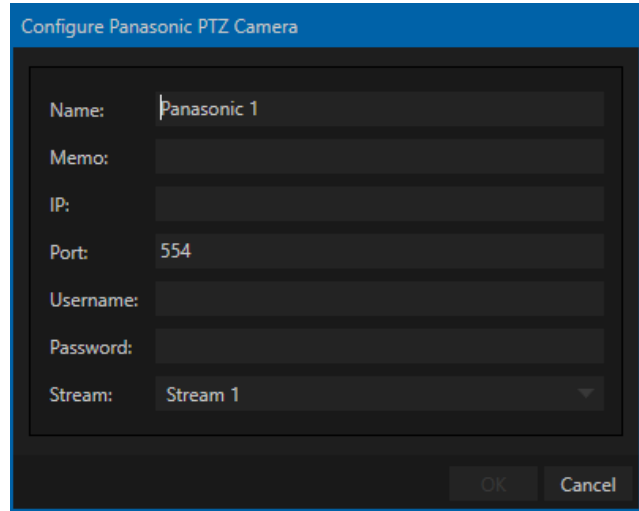 Configure Panasonic PTZ Camera
Name: Panasonic 1
Memo:
IP:
Port: 554
Username:
Password:
Stream: Stream 1
OK Cancel